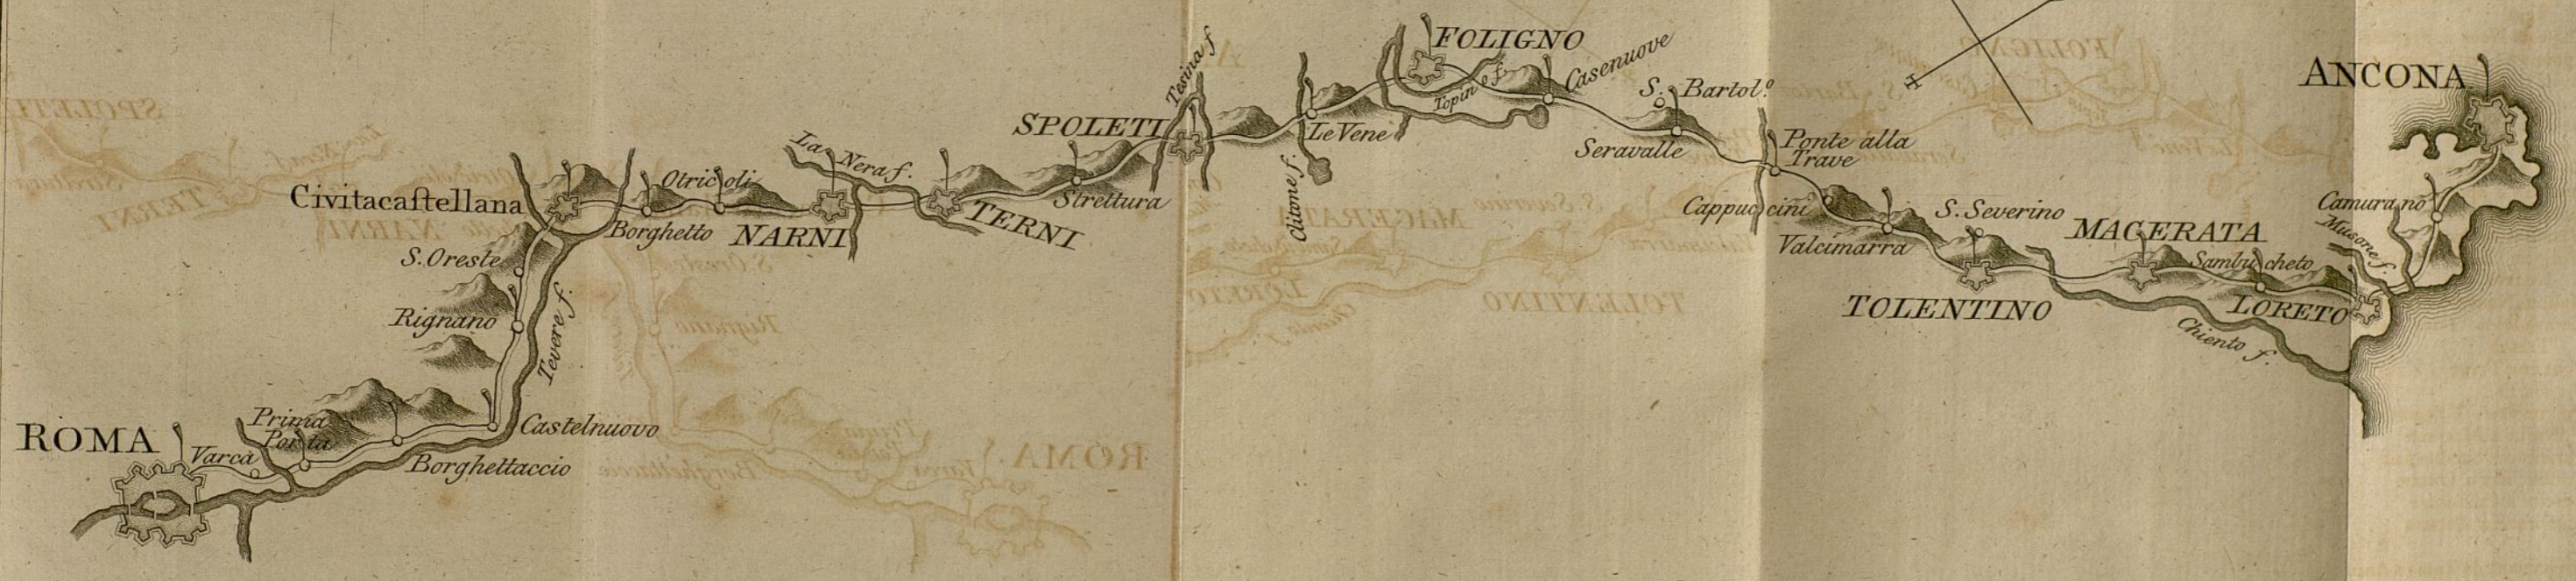 ROMA
Varca
Prima
Porta
Borghettaccio
Castelnuovo
Rignano
S. Oreste
Tevere f.
Civitacastellana
Borghetto
Otricoli
NARNI
La Nera f.
TERNI
Strettura
SPOLETI
Tesina f.
Le Vene
Clitone f.
FOLIGNO
Topino f.
Casenuove
S. Bartol.º
Seravalle
Ponte alla
Trave
Cappuccini
Valcimarra
S. Severino
TOLENTINO
MACERATA
Sambucheto
Chiento f.
LORETO
Musone f.
Camurano
ANCONA